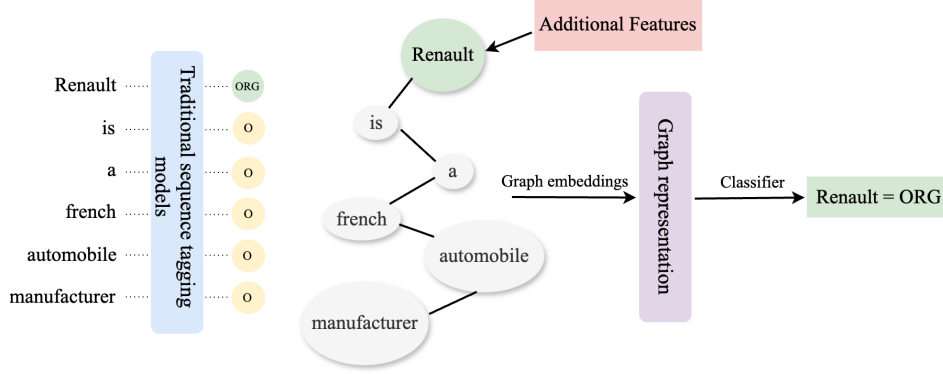 Renault
is
a
french
automobile
manufacturer
Traditional sequence tagging
models
ORG
O
O
O
O
O
Additional Features
Renault
is
a
french
automobile
manufacturer
Graph embeddings
Graph representation
Classifier
Renault = ORG